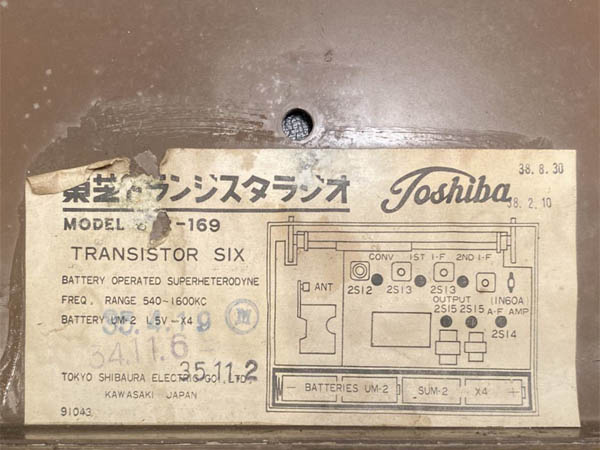 東芝トランジスタラジオ
Toshiba
38.8.30
38.2.10
-169
MODEL
TRANSISTOR SIX
BATTERY OPERATED SUPERHETERODYNE
FREQ. RANGE 540~1600KC
BATTERY UM-2 1.5V-X4
35.4.19
34.11.6
35.11.2
TOKYO SHIBAURA ELECTRIC CO., LTD.
KAWASAKI JAPAN
91043
CONV 1ST I-F 2ND I-F
ANT
2S12 2S13 2S13 (1N60A)
OUTPUT A-F AMP
2S15 2S15 2S14
BATTERIES UM-2 SUM-2 X4